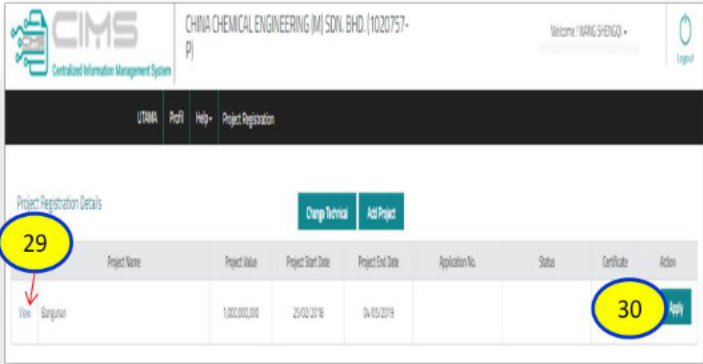 CIMS
Centralized Information Management System
CHINA CHEMICAL ENGINEERING (M) SDN. BHD. (1020757-
P)
Welcome ! WANG SHENGQI
Logout
UTAMA Profil Help Project Registration
Project Registration Details
Change Technical Add Project
29
Project Name Project Value Project Start Date Project End Date Application No. Status Certificate Action
View Bangunan 1,000,000,000 25/02/2018 04/05/2019 30 Apply